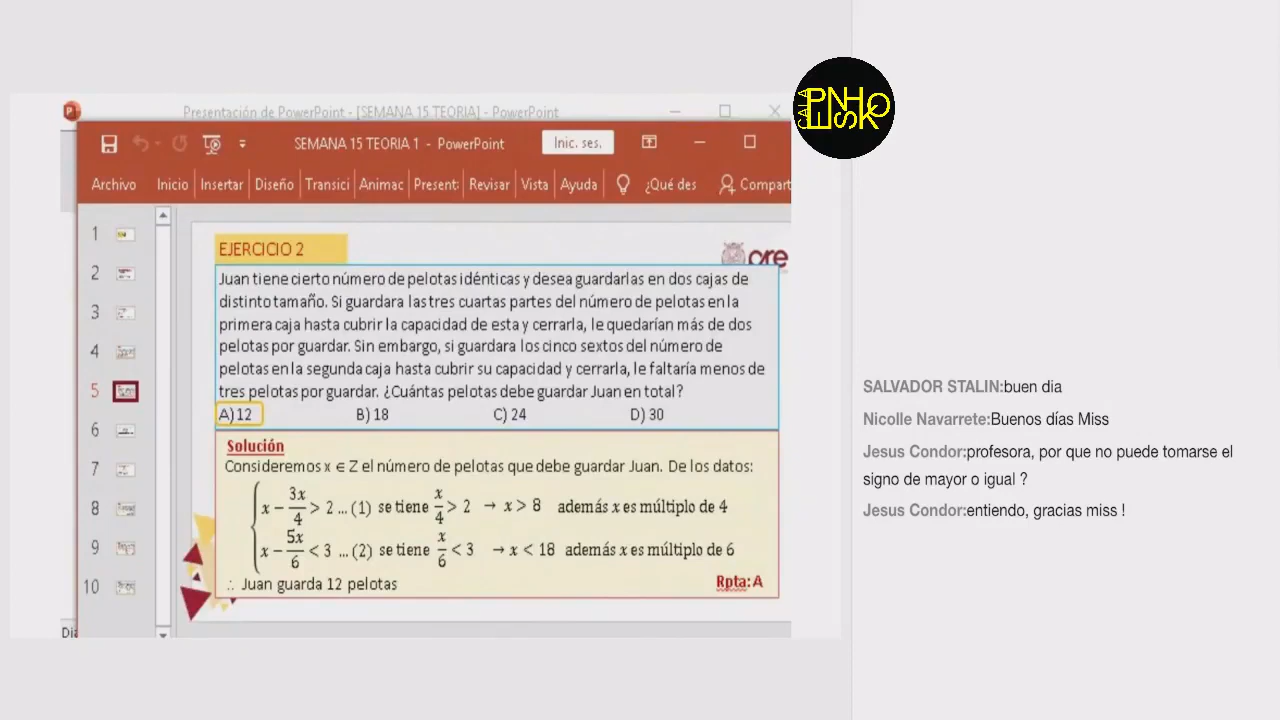 Presentación de PowerPoint - [SEMANA 15 TEORIA] - PowerPoint
SEMANA 15 TEORIA 1 - PowerPoint
Inic. ses.
Archivo Inicio Insertar Diseño Transici Animac Present: Revisar Vista Ayuda ¿Qué des Compart
1
2
3
4
5
6
7
8
9
10
EJERCICIO 2
Juan tiene cierto número de pelotas idénticas y desea guardarlas en dos cajas de
distinto tamaño. Si guardara las tres cuartas partes del número de pelotas en la
primera caja hasta cubrir la capacidad de esta y cerrarla, le quedarían más de dos
pelotas por guardar. Sin embargo, si guardara los cinco sextos del número de
pelotas en la segunda caja hasta cubrir su capacidad y cerrarla, le faltaría menos de
tres pelotas por guardar. ¿Cuántas pelotas debe guardar Juan en total?
A) 12 B) 18 C) 24 D) 30
Solución
Consideremos x ∈ Z el número de pelotas que debe guardar Juan. De los datos:
x − 3x/4 > 2 ... (1) se tiene x/4 > 2 → x > 8 además x es múltiplo de 4
x − 5x/6 < 3 ... (2) se tiene x/6 < 3 → x < 18 además x es múltiplo de 6
∴ Juan guarda 12 pelotas Rpta: A
SALVADOR STALIN:buen dia
Nicolle Navarrete:Buenos días Miss
Jesus Condor:profesora, por que no puede tomarse el
signo de mayor o igual ?
Jesus Condor:entiendo, gracias miss !